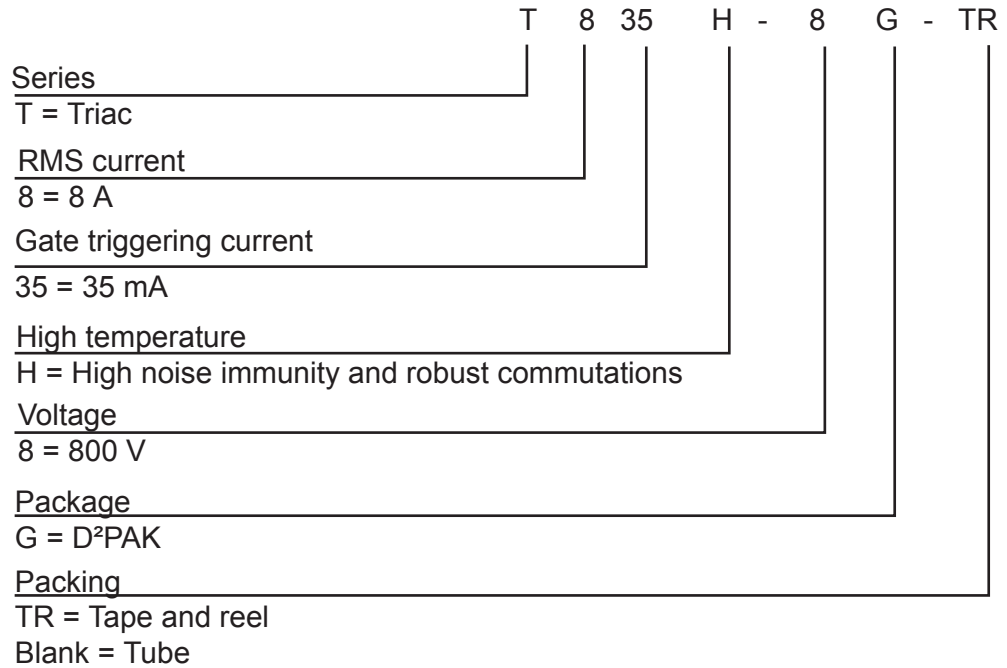 T 8 35 H - 8 G - TR
Series
T = Triac
RMS current
8 = 8 A
Gate triggering current
35 = 35 mA
High temperature
H = High noise immunity and robust commutations
Voltage
8 = 800 V
Package
G = D²PAK
Packing
TR = Tape and reel
Blank = Tube